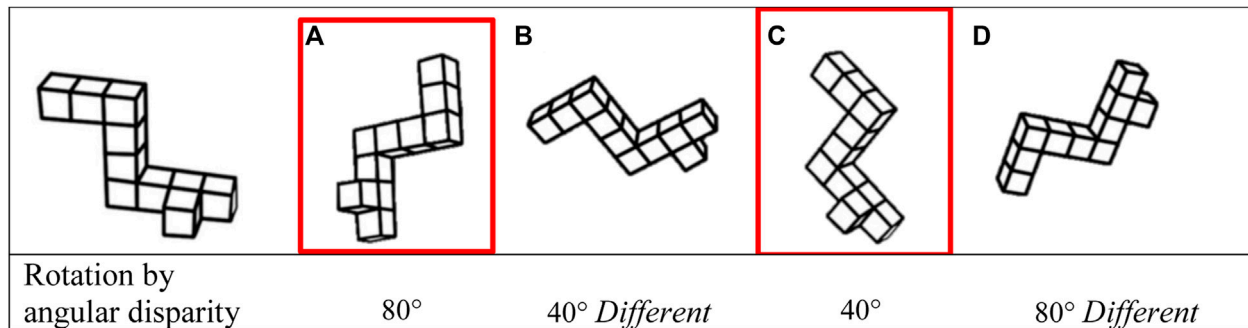 A
B
C
D
Rotation by
angular disparity
80°
40° Different
40°
80° Different